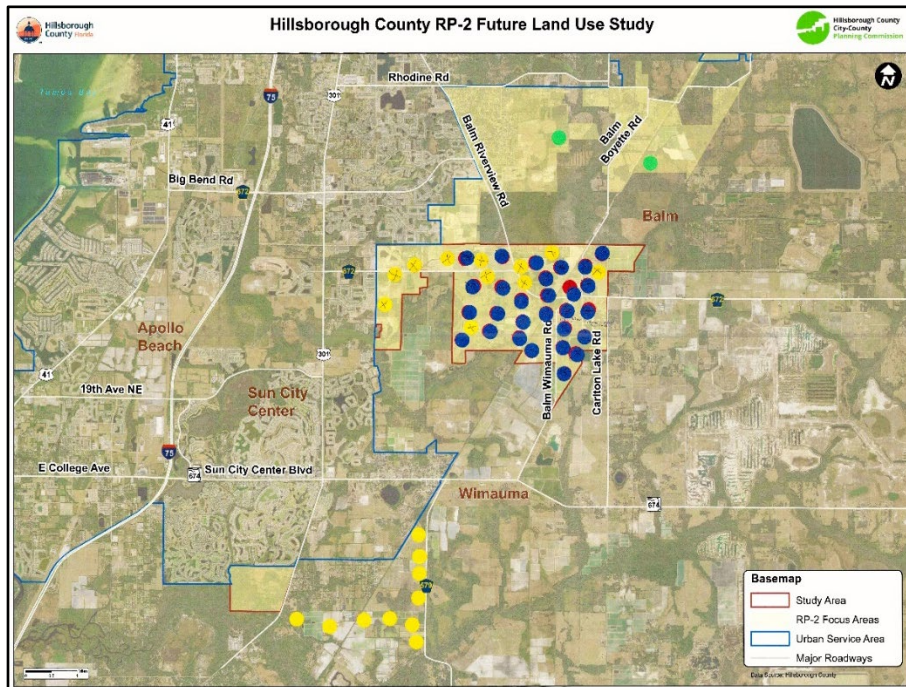 Hillsborough
County Florida
Hillsborough County RP-2 Future Land Use Study
Hillsborough County
City-County
Planning Commission
N
Rhodine Rd
301
75
41
Balm Riverview Rd
Balm
Boyette Rd
Big Bend Rd
672
Balm
672
672
Apollo
Beach
301
Balm Wimauma Rd
Carlton Lake Rd
41
19th Ave NE
Sun City
Center
75
E College Ave
674
Sun City Center Blvd
Wimauma
674
579
Basemap
Study Area
RP-2 Focus Areas
Urban Service Area
Major Roadways
Data Source: Hillsborough County